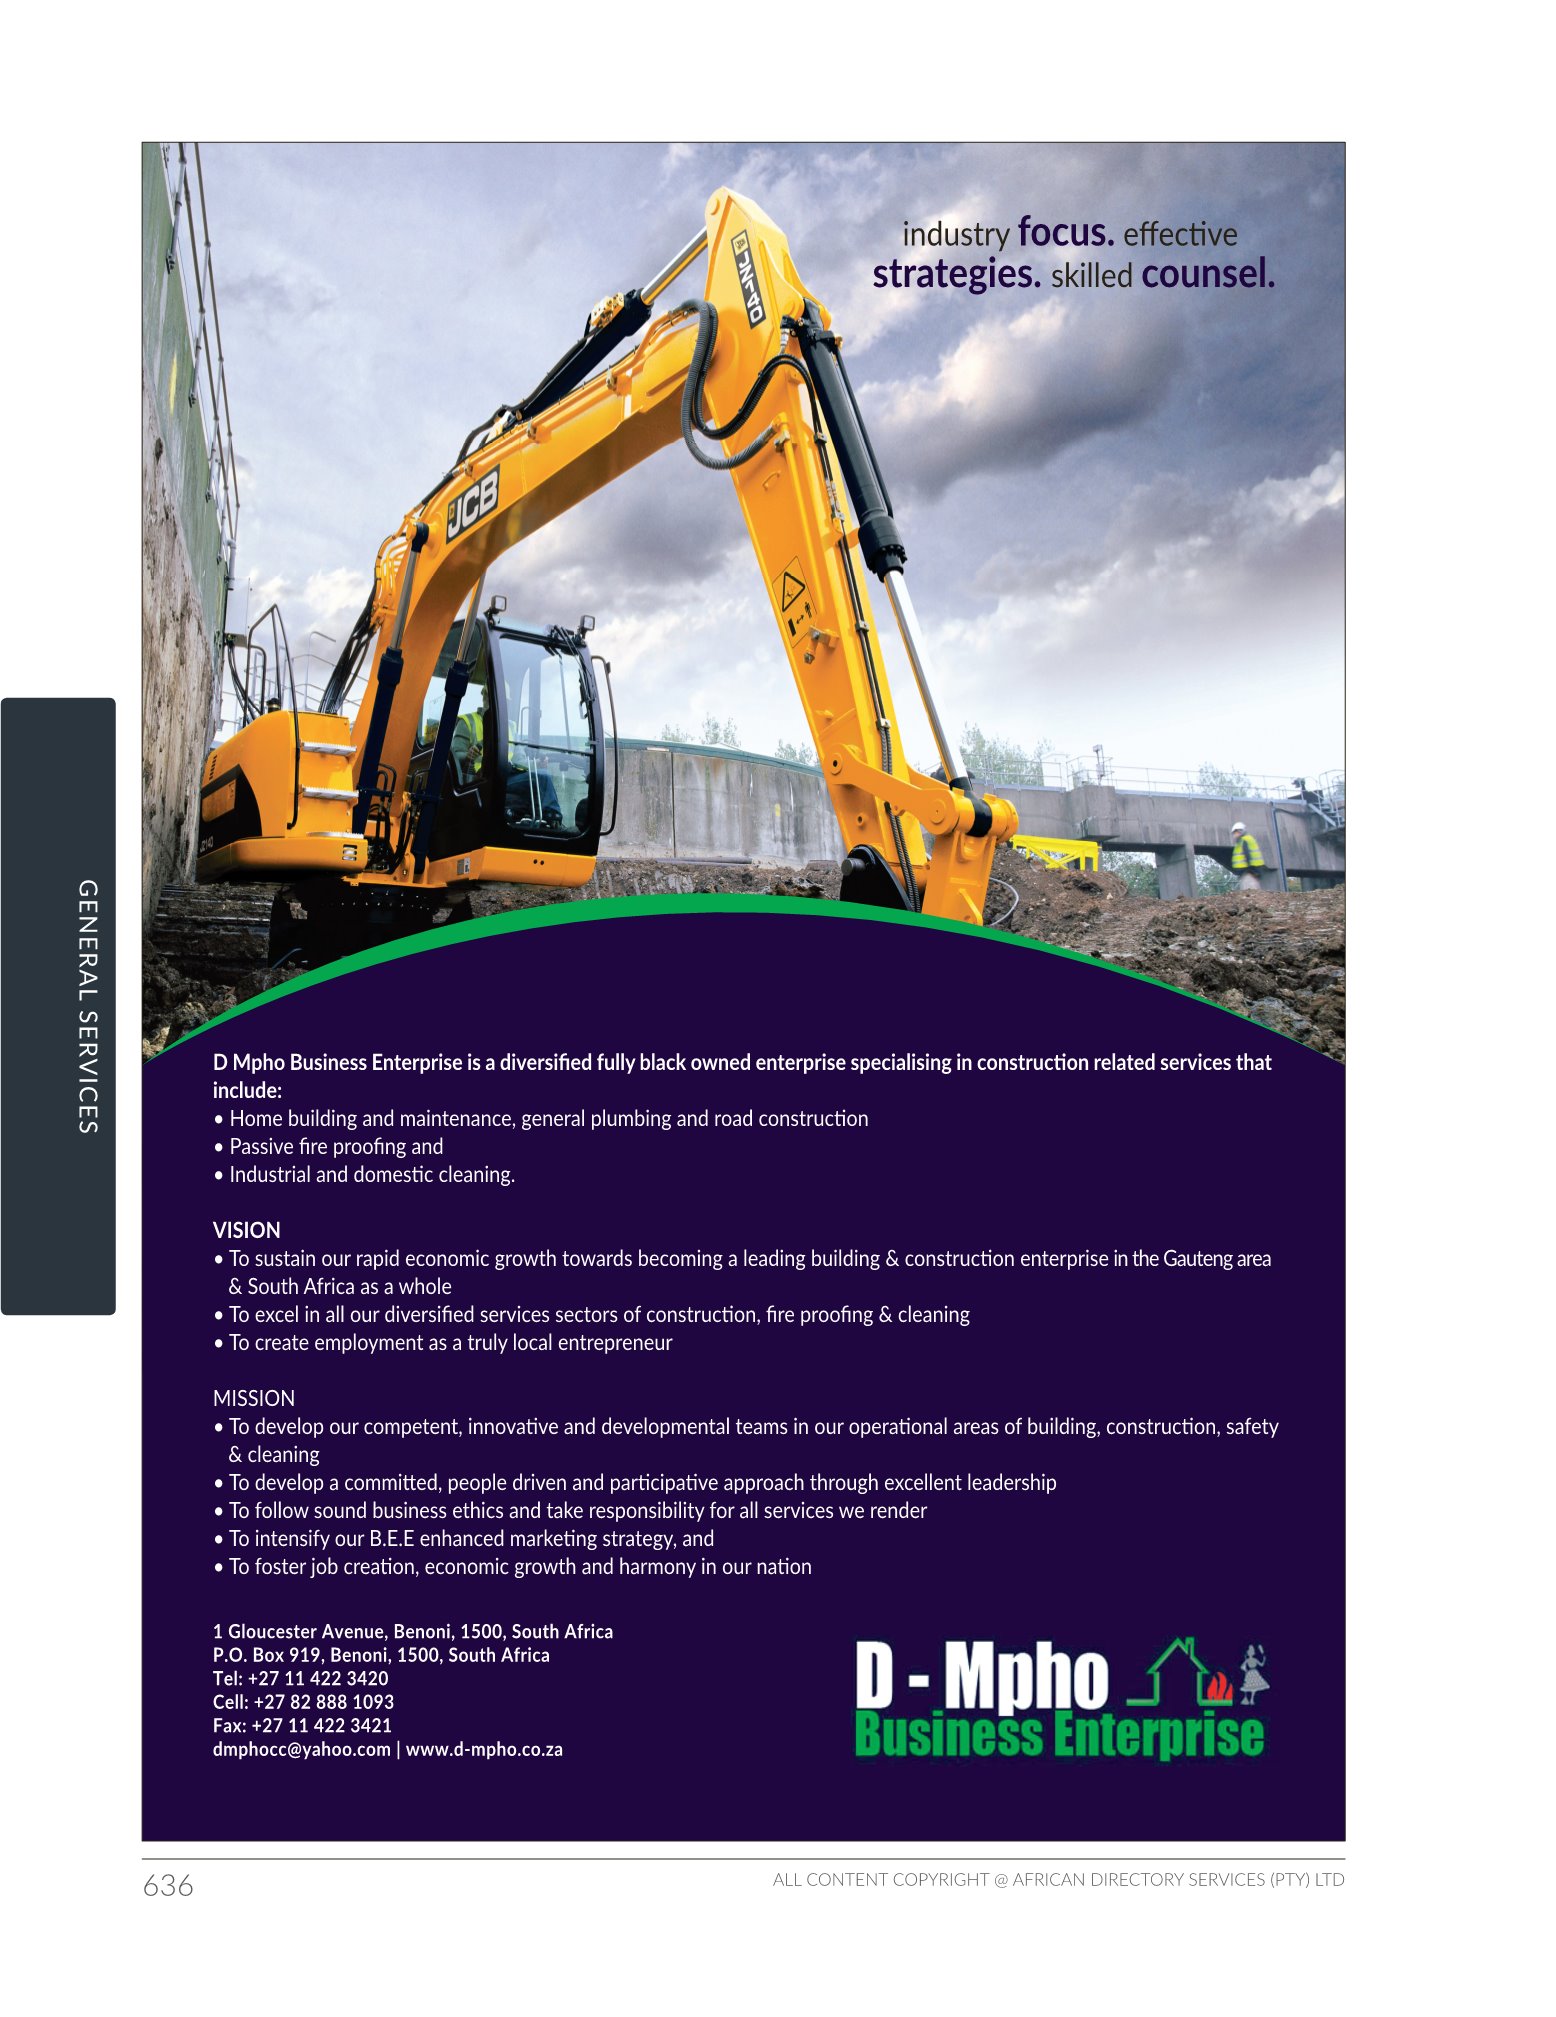 industry focus. effective
strategies. skilled counsel.
JCB
JZ140
JCB
JZ140
GENERAL SERVICES
D Mpho Business Enterprise is a diversified fully black owned enterprise specialising in construction related services that
include:
• Home building and maintenance, general plumbing and road construction
• Passive fire proofing and
• Industrial and domestic cleaning.
VISION
• To sustain our rapid economic growth towards becoming a leading building & construction enterprise in the Gauteng area
& South Africa as a whole
• To excel in all our diversified services sectors of construction, fire proofing & cleaning
• To create employment as a truly local entrepreneur
MISSION
• To develop our competent, innovative and developmental teams in our operational areas of building, construction, safety
& cleaning
• To develop a committed, people driven and participative approach through excellent leadership
• To follow sound business ethics and take responsibility for all services we render
• To intensify our B.E.E enhanced marketing strategy, and
• To foster job creation, economic growth and harmony in our nation
1 Gloucester Avenue, Benoni, 1500, South Africa
P.O. Box 919, Benoni, 1500, South Africa
Tel: +27 11 422 3420
Cell: +27 82 888 1093
Fax: +27 11 422 3421
dmphocc@yahoo.com | www.d-mpho.co.za
D - Mpho
Business Enterprise
636
ALL CONTENT COPYRIGHT @ AFRICAN DIRECTORY SERVICES (PTY) LTD